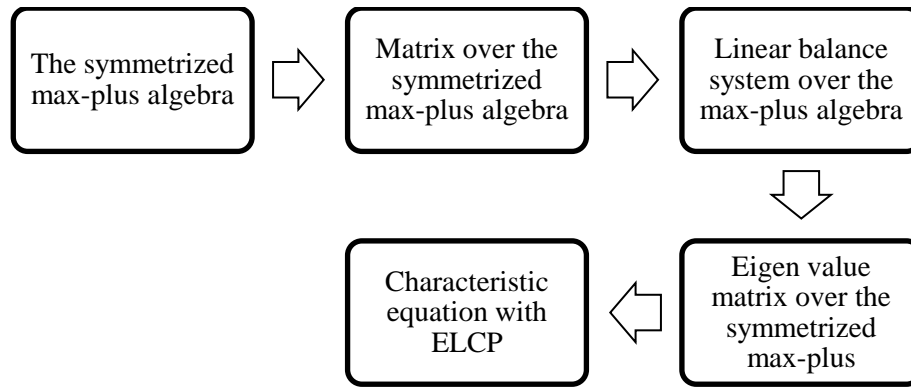 The symmetrized
max-plus algebra
Matrix over the
symmetrized
max-plus algebra
Linear balance
system over the
max-plus algebra
Eigen value
matrix over the
symmetrized
max-plus
Characteristic
equation with
ELCP